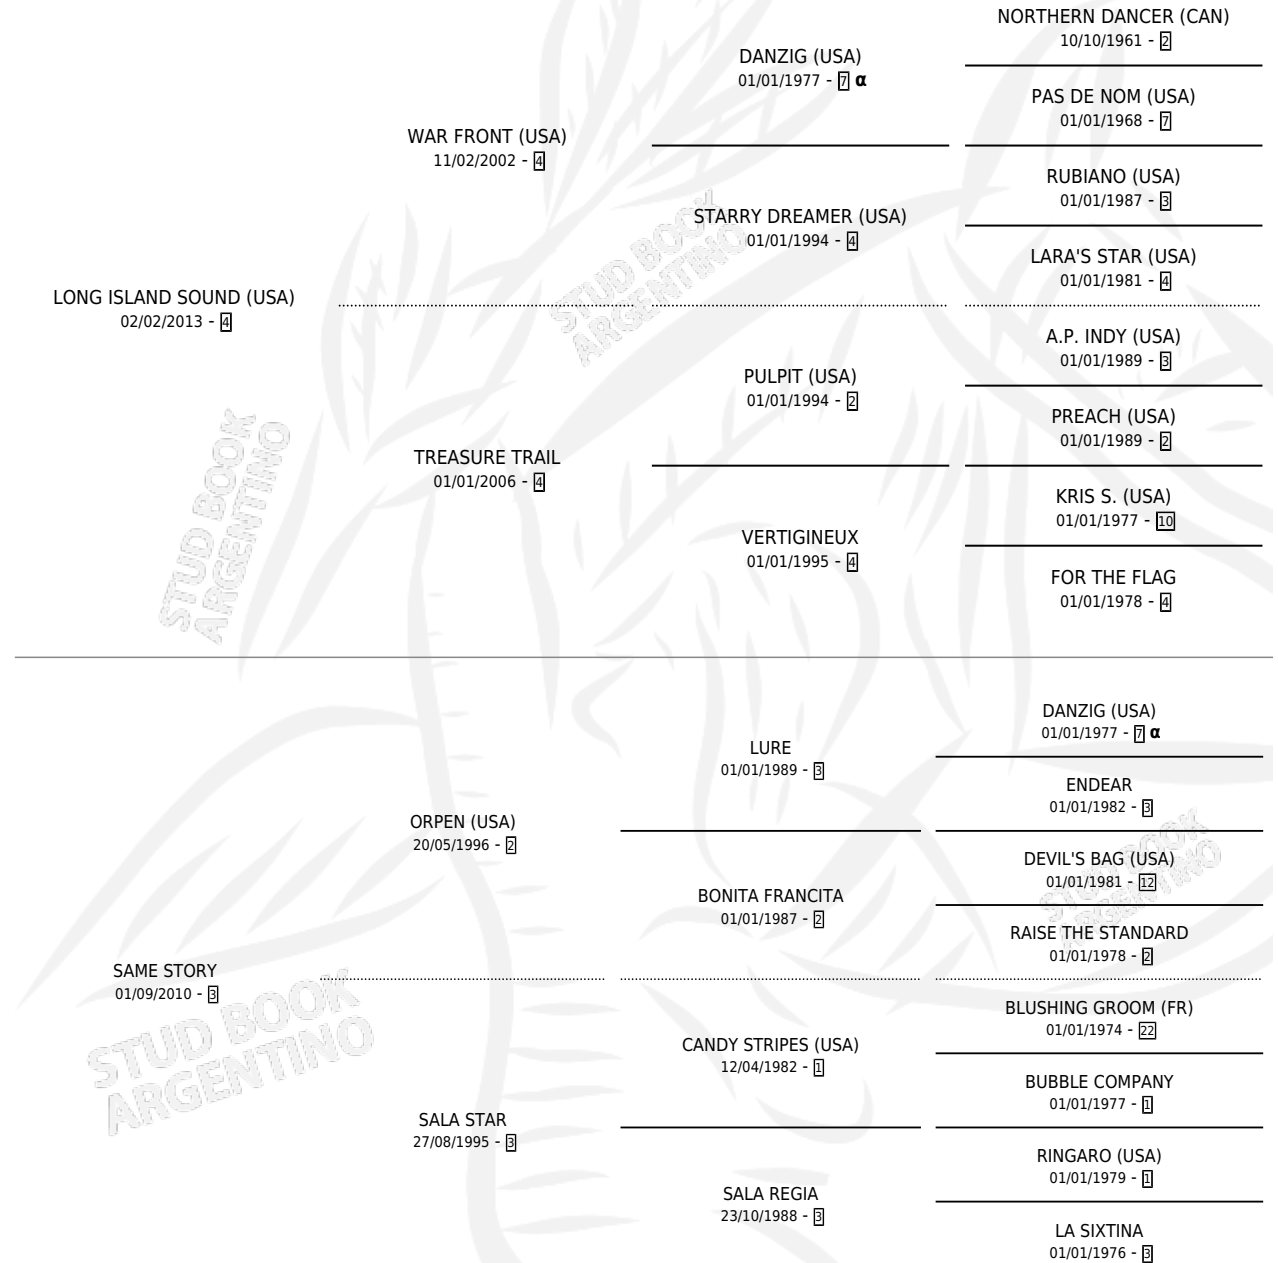 NORTHERN DANCER (CAN)
10/10/1961 - 2
DANZIG (USA)
01/01/1977 - 7 α
PAS DE NOM (USA)
01/01/1968 - 7
WAR FRONT (USA)
11/02/2002 - 4
RUBIANO (USA)
01/01/1987 - 3
STARRY DREAMER (USA)
01/01/1994 - 4
LARA'S STAR (USA)
01/01/1981 - 4
LONG ISLAND SOUND (USA)
02/02/2013 - 4
A.P. INDY (USA)
01/01/1989 - 3
PULPIT (USA)
01/01/1994 - 2
PREACH (USA)
01/01/1989 - 2
TREASURE TRAIL
01/01/2006 - 4
KRIS S. (USA)
01/01/1977 - 10
VERTIGINEUX
01/01/1995 - 4
FOR THE FLAG
01/01/1978 - 4
DANZIG (USA)
01/01/1977 - 7 α
LURE
01/01/1989 - 3
ENDEAR
01/01/1982 - 3
ORPEN (USA)
20/05/1996 - 2
DEVIL'S BAG (USA)
01/01/1981 - 12
BONITA FRANCITA
01/01/1987 - 2
RAISE THE STANDARD
01/01/1978 - 2
SAME STORY
01/09/2010 - 3
BLUSHING GROOM (FR)
01/01/1974 - 22
CANDY STRIPES (USA)
12/04/1982 - 1
BUBBLE COMPANY
01/01/1977 - 1
SALA STAR
27/08/1995 - 3
RINGARO (USA)
01/01/1979 - 1
SALA REGIA
23/10/1988 - 3
LA SIXTINA
01/01/1976 - 3
STUD BOOK
ARGENTINO
STUD BOOK
ARGENTINO
STUD BOOK
ARGENTINO
STUD BOOK
ARGENTINO